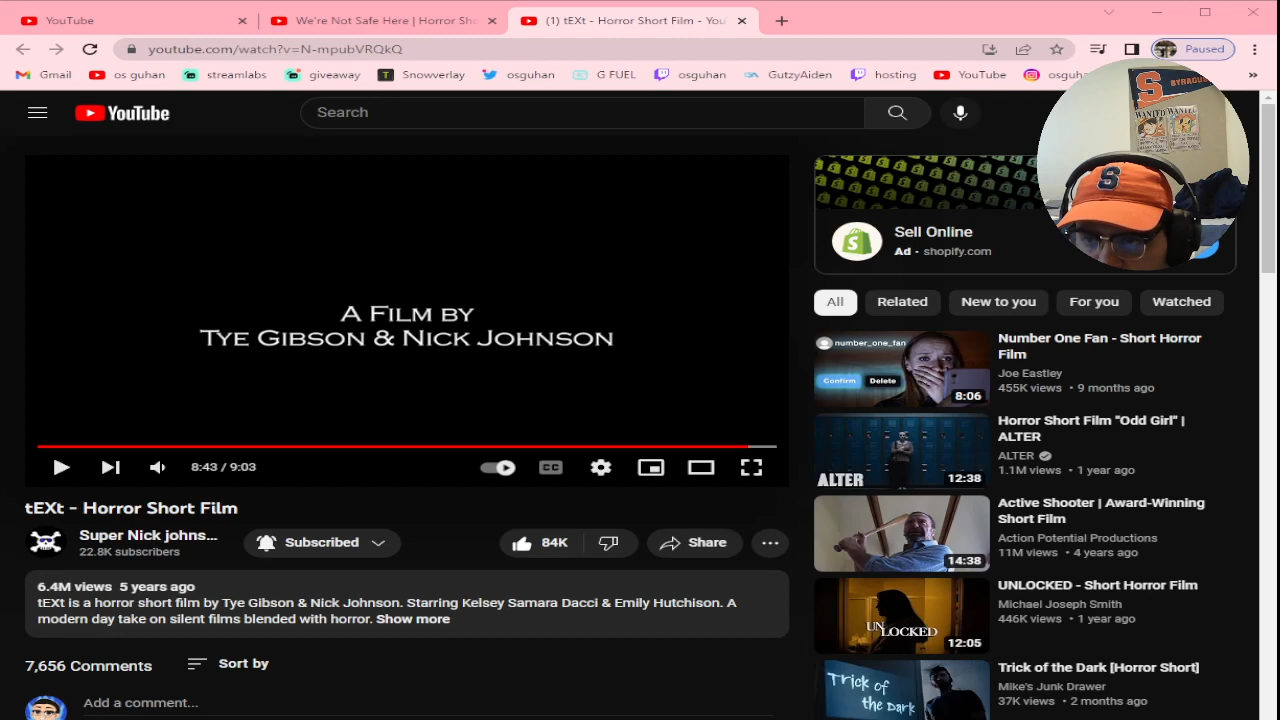 YouTube
We're Not Safe Here | Horror Sho
(1) tEXt - Horror Short Film - You
youtube.com/watch?v=N-mpubVRQkQ
Paused
Gmail
os guhan
streamlabs
giveaway
Snowverlay
osguhan
G FUEL
osguhan
GutzyAiden
hosting
YouTube
osguha
YouTube
Search
S SYRACUS
WANTED WANTED
S
A FILM BY
TYE GIBSON & NICK JOHNSON
8:43 / 9:03
CC
tEXt - Horror Short Film
Super Nick johns...
22.8K subscribers
Subscribed
84K
Share
6.4M views 5 years ago
tEXt is a horror short film by Tye Gibson & Nick Johnson. Starring Kelsey Samara Dacci & Emily Hutchison. A
modern day take on silent films blended with horror. Show more
7,656 Comments
Sort by
Add a comment...
Sell Online
Ad · shopify.com
All
Related
New to you
For you
Watched
number_one_fan
Confirm
Delete
8:06
Number One Fan - Short Horror
Film
Joe Eastley
455K views • 9 months ago
ALTER
12:38
Horror Short Film "Odd Girl" |
ALTER
ALTER
1.1M views • 1 year ago
14:38
Active Shooter | Award-Winning
Short Film
Action Potential Productions
11M views • 4 years ago
UNLOCKED
12:05
UNLOCKED - Short Horror Film
Michael Joseph Smith
446K views • 1 year ago
Trick of
the Dark
Trick of the Dark [Horror Short]
Mike's Junk Drawer
37K views • 2 months ago